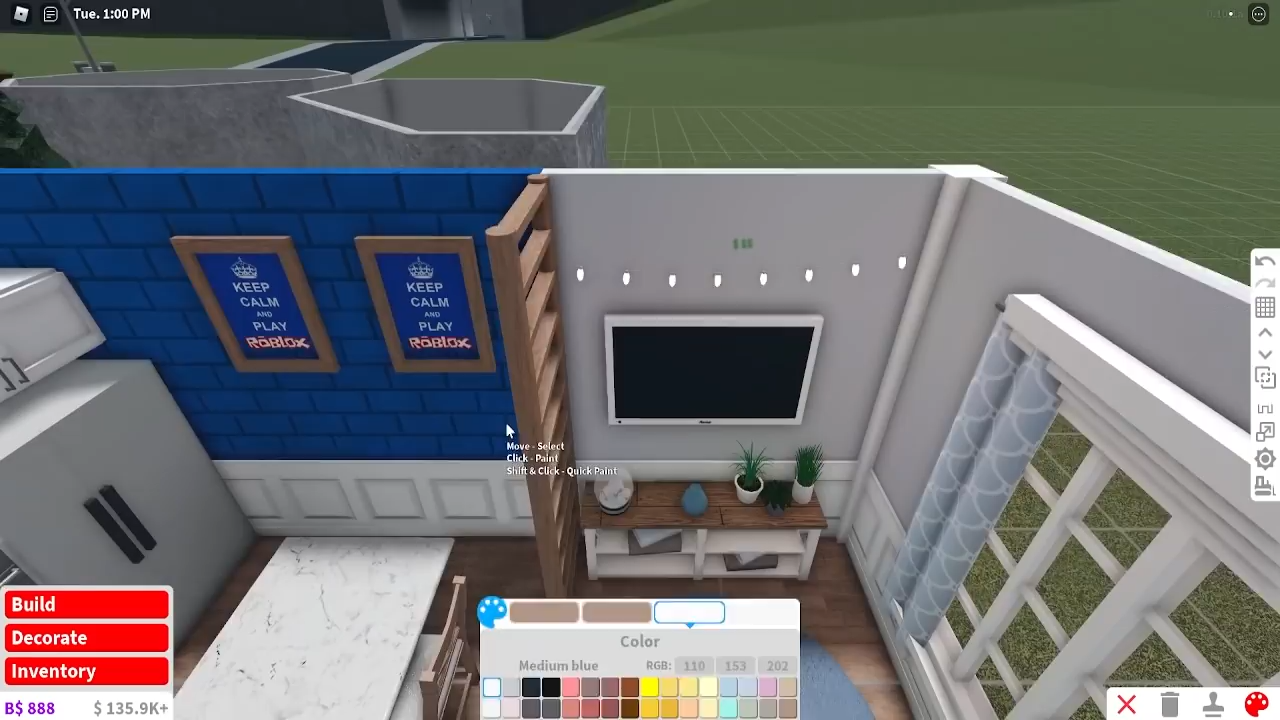 Tue. 1:00 PM
$
KEEP
CALM
AND
PLAY
ROBLOX
KEEP
CALM
AND
PLAY
ROBLOX
Move - Select
Click - Paint
Shift & Click - Quick Paint
Build
Decorate
Inventory
B$ 888
$ 135.9K+
Color
Medium blue
RGB:
110
153
202